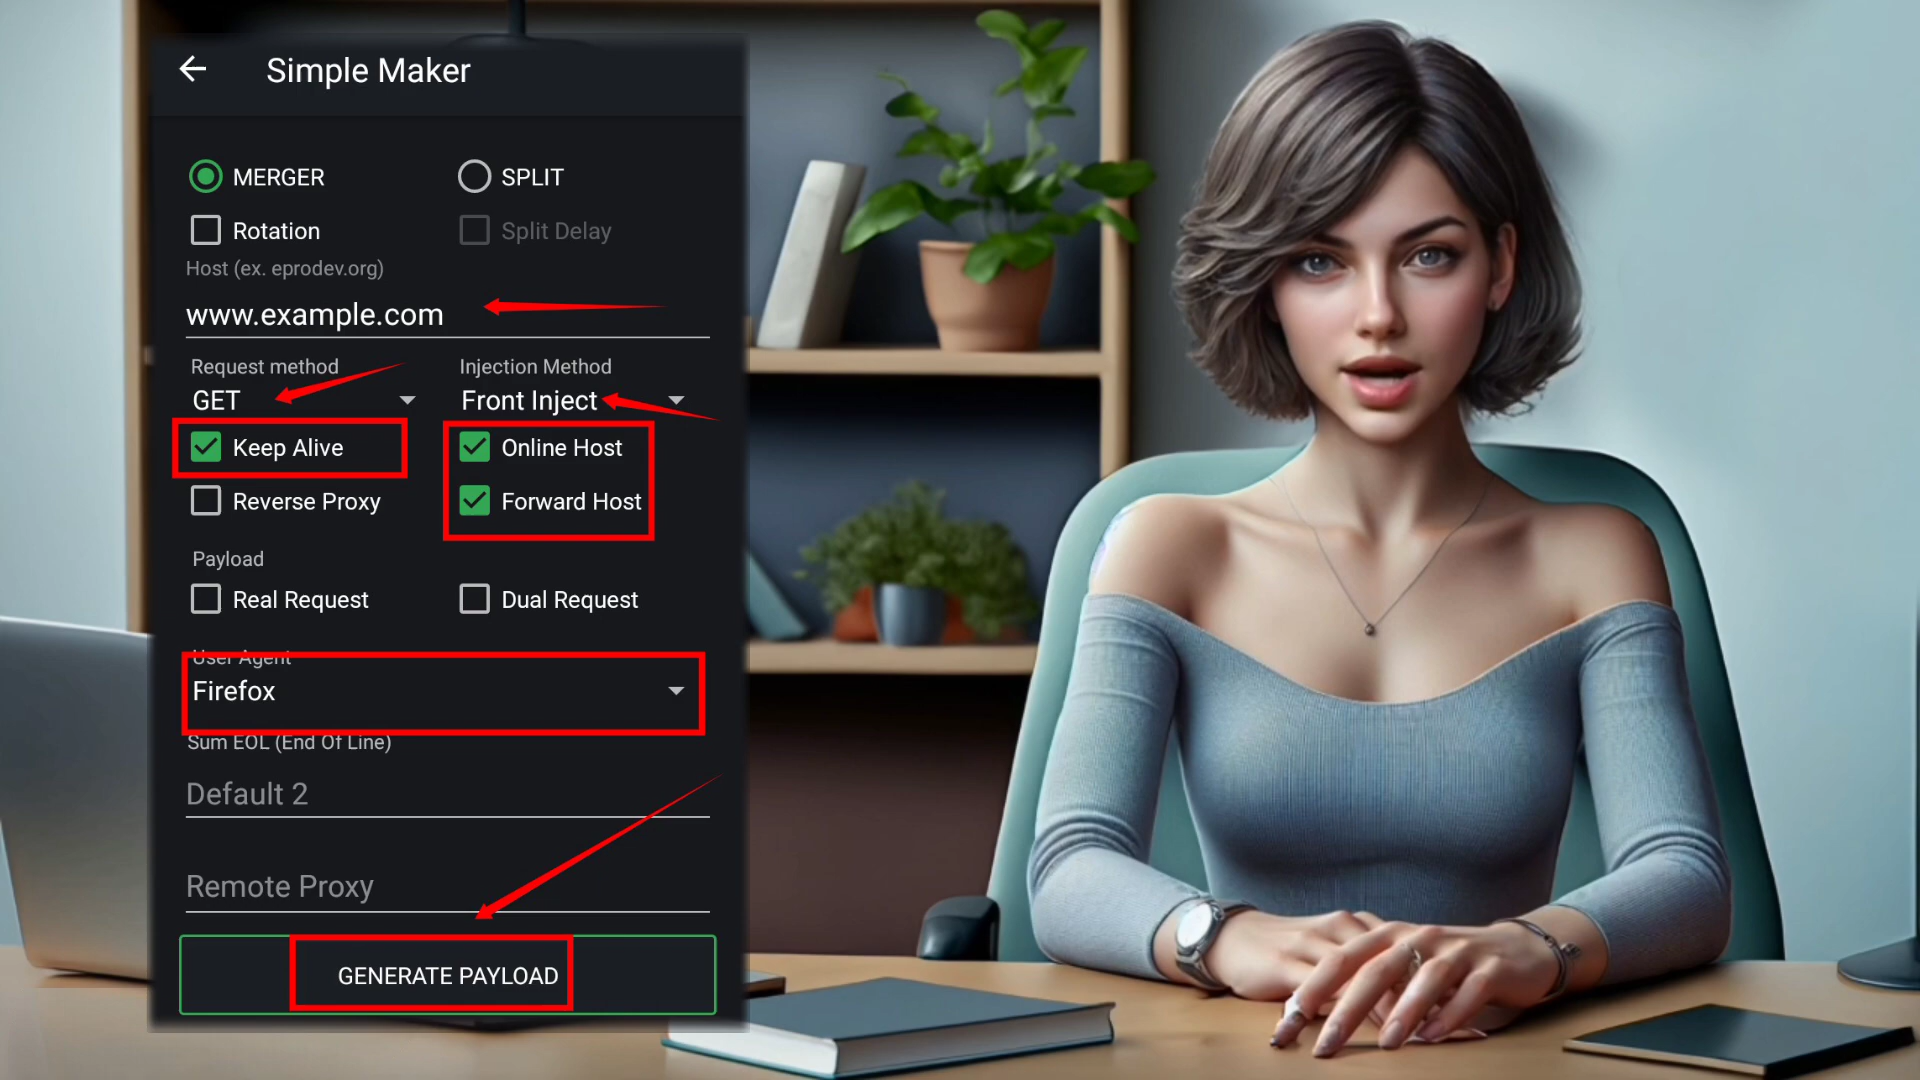 Simple Maker
MERGER SPLIT
Rotation Split Delay
Host (ex. eprodev.org)
www.example.com
Request method Injection Method
GET Front Inject
Keep Alive Online Host
Reverse Proxy Forward Host
Payload
Real Request Dual Request
User Agent
Firefox
Sum EOL (End Of Line)
Default 2
Remote Proxy
GENERATE PAYLOAD